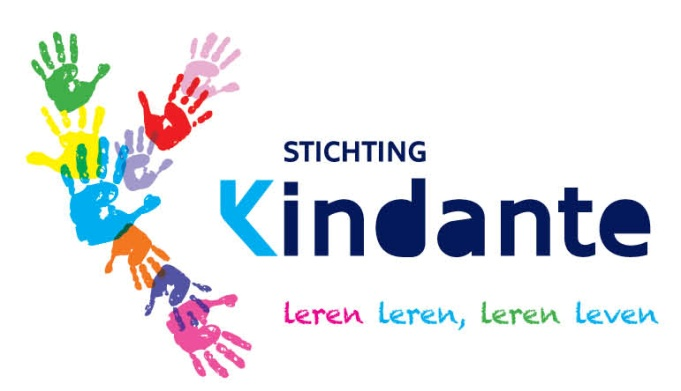 STICHTING
Kindante
leren leren, leren leven